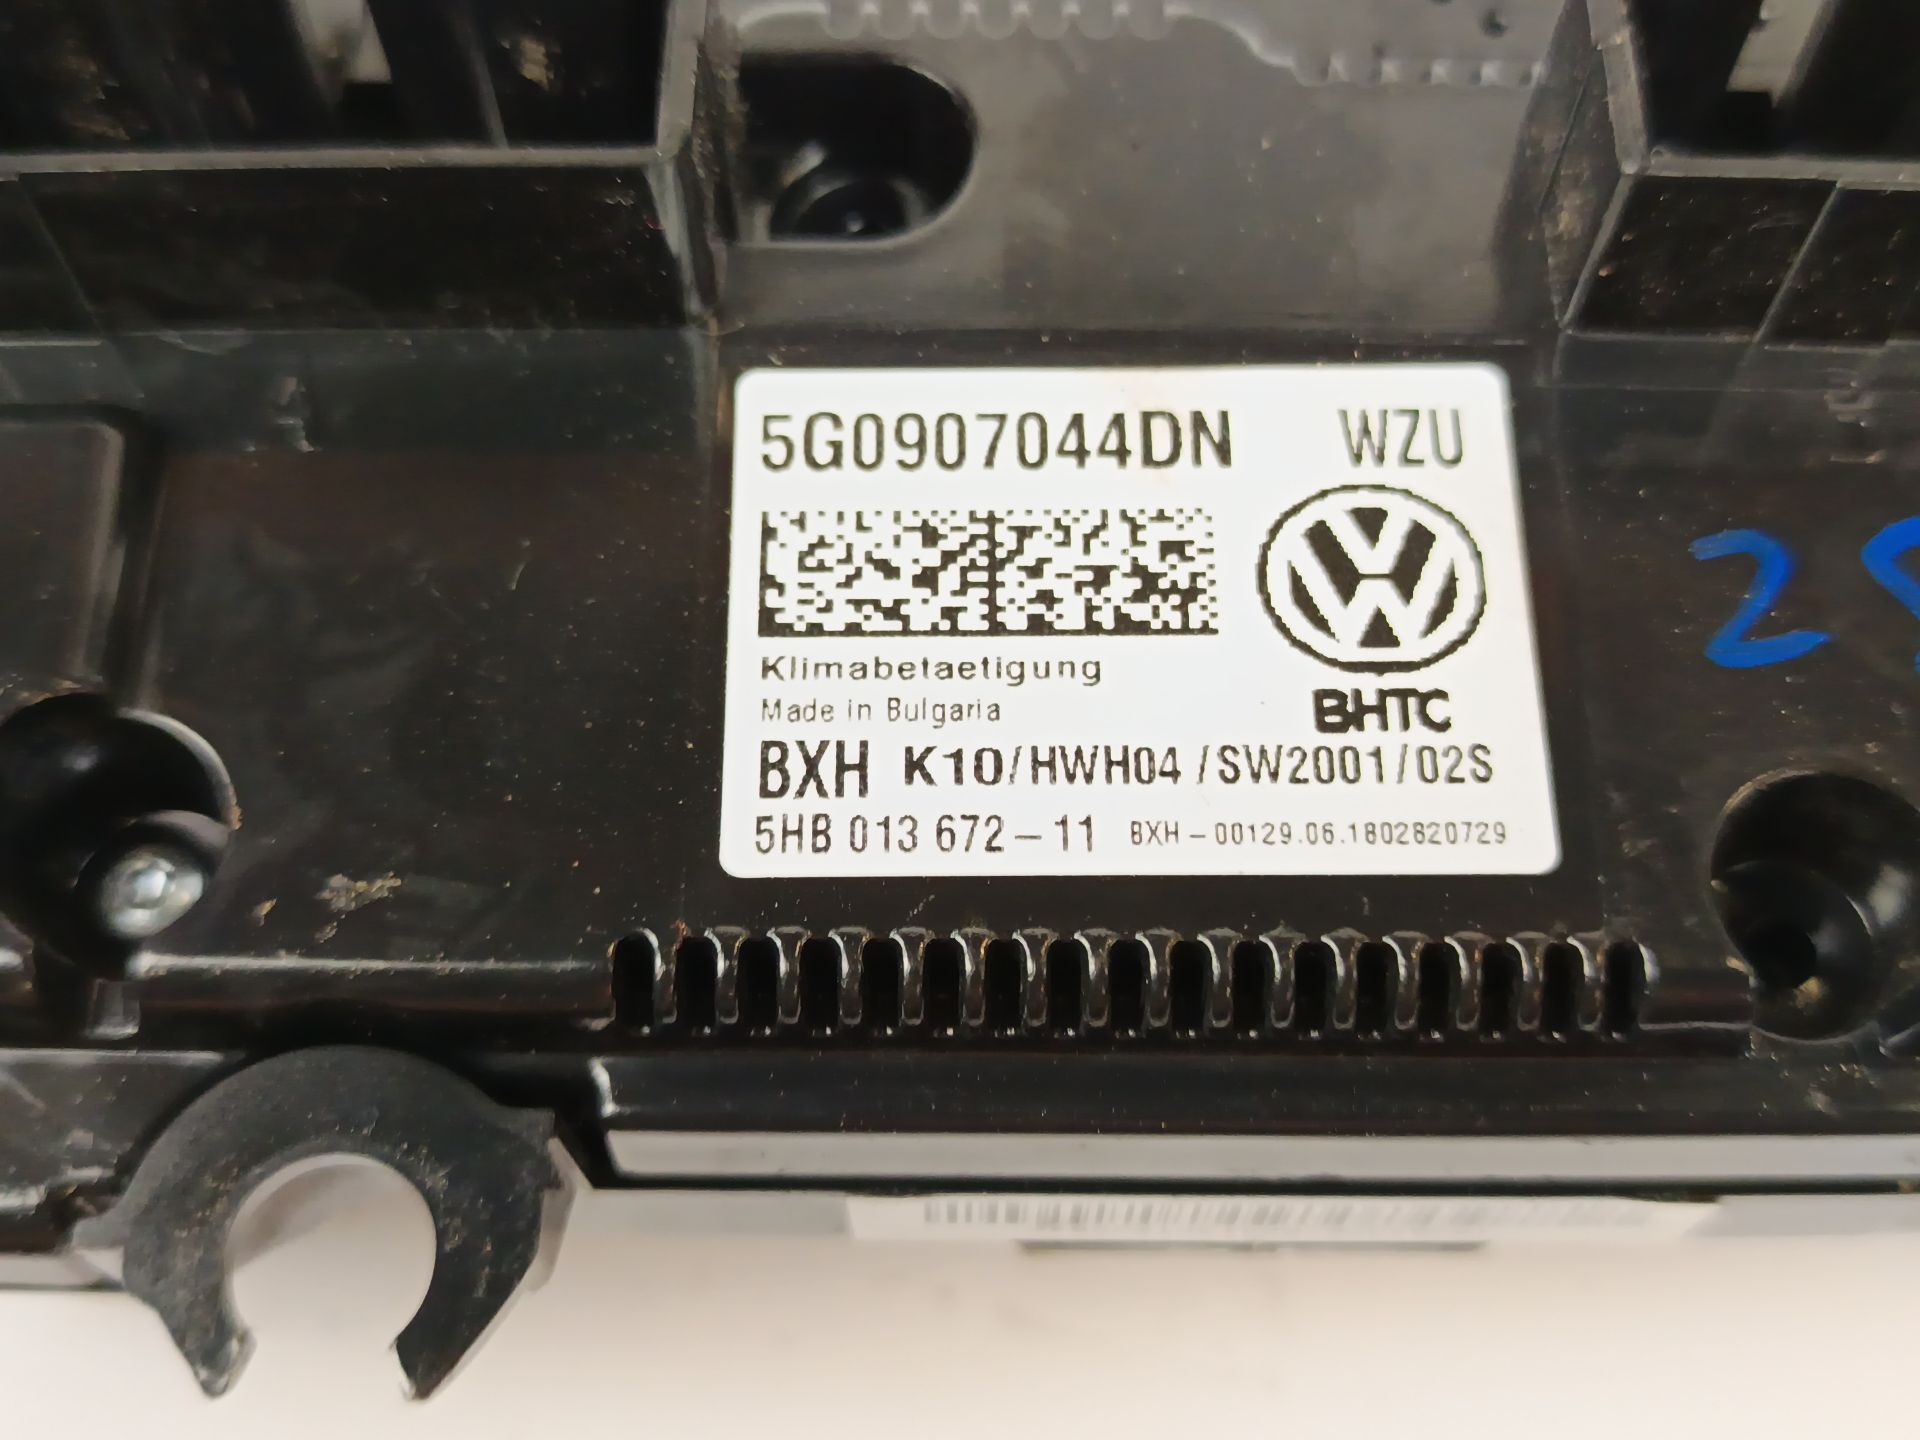 5G0907044DN WZU
Klimabetaetigung
Made in Bulgaria
BHTC
BXH K10/HWH04/SW2001/02S
5HB 013 672-11 BXH-00129.06.1802820729
2